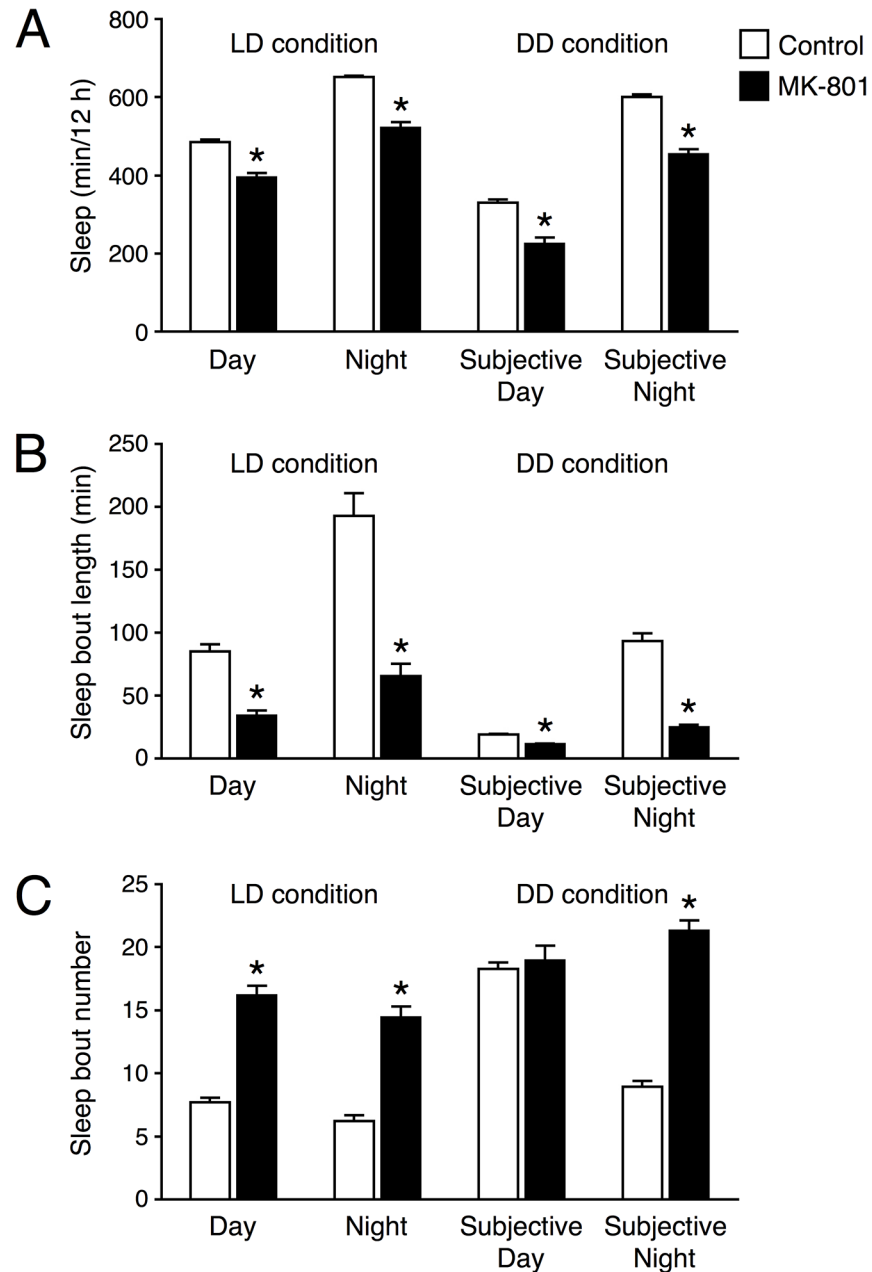 A
LD condition
DD condition
Control
MK-801
Sleep (min/12 h)
800
600
400
200
0
*
*
*
*
Day
Night
Subjective
Day
Subjective
Night
B
LD condition
DD condition
Sleep bout length (min)
250
200
150
100
50
0
*
*
*
*
Day
Night
Subjective
Day
Subjective
Night
C
LD condition
DD condition
Sleep bout number
25
20
15
10
5
0
*
*
*
Day
Night
Subjective
Day
Subjective
Night